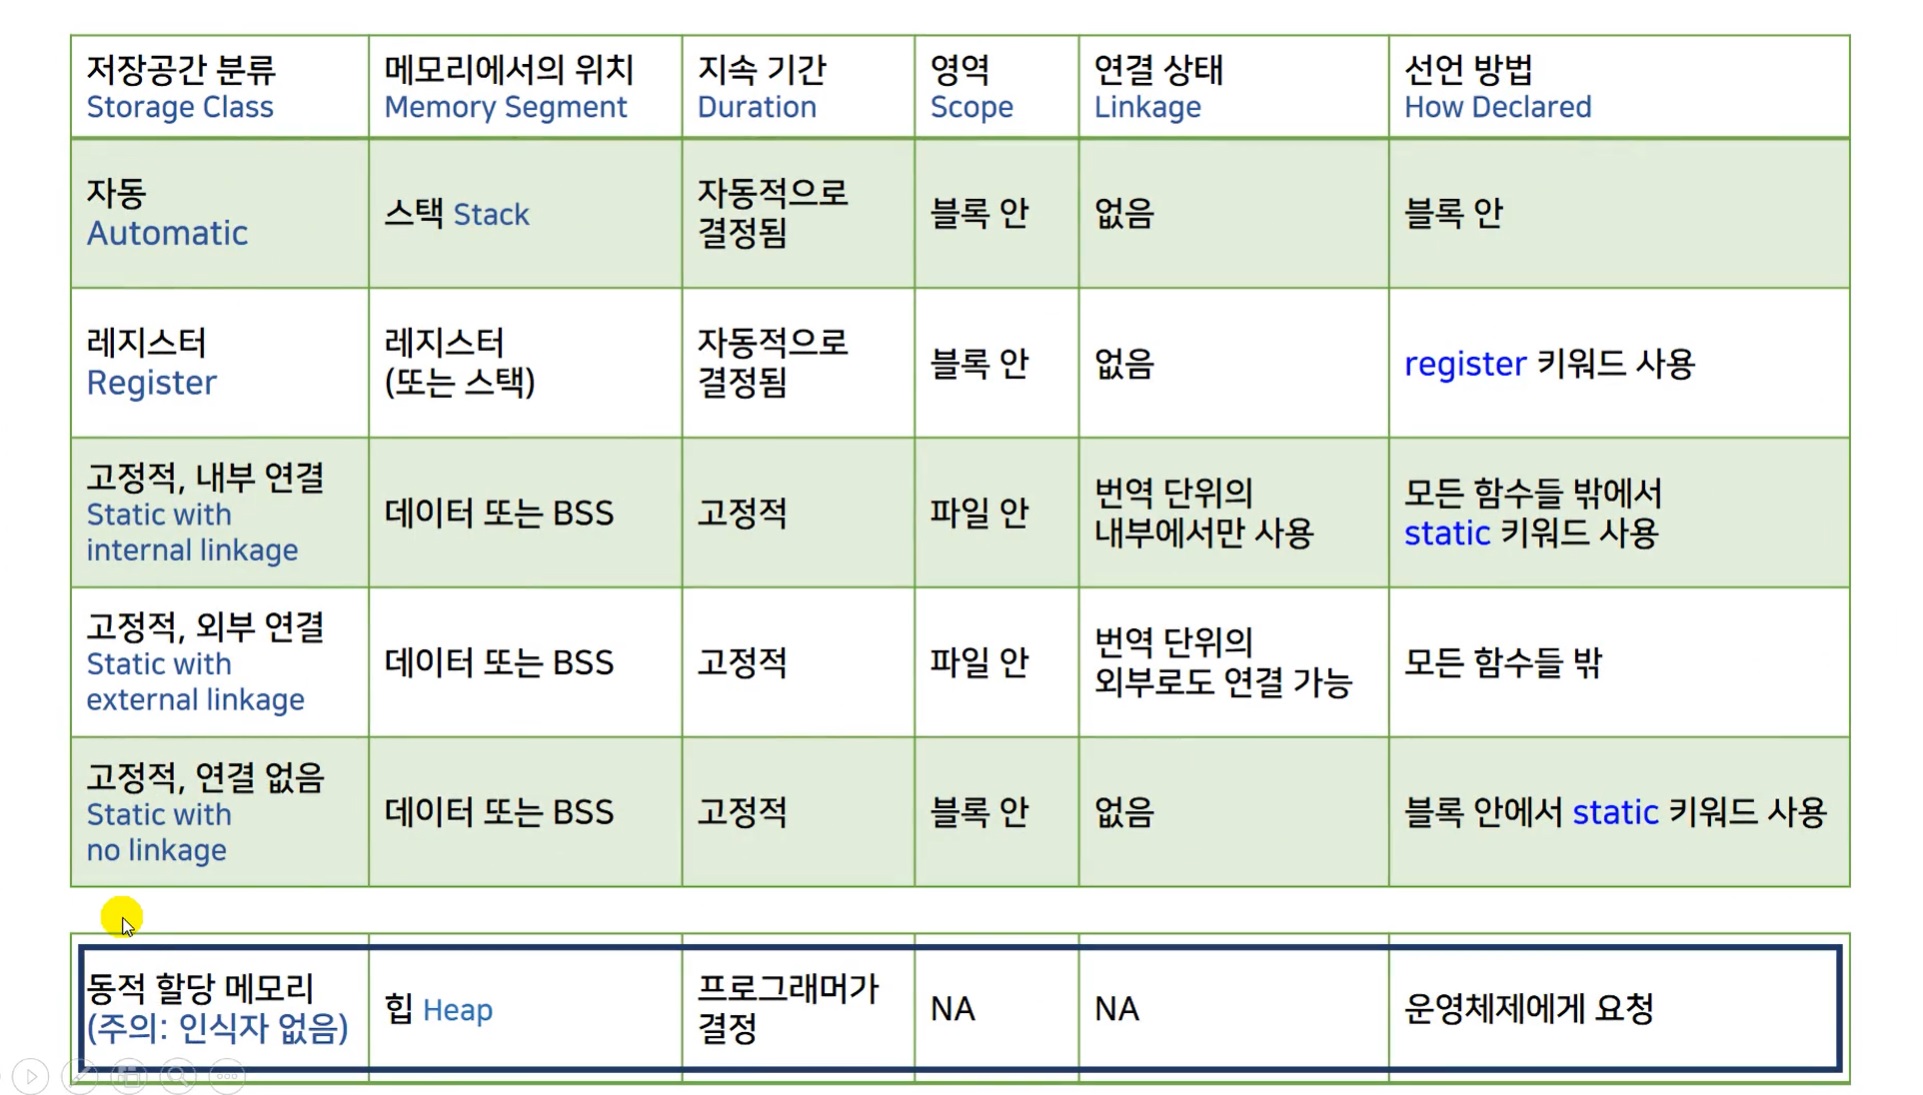 저장공간 분류
Storage Class
메모리에서의 위치
Memory Segment
지속 기간
Duration
영역
Scope
연결 상태
Linkage
선언 방법
How Declared
자동
Automatic
스택 Stack
자동적으로
결정됨
블록 안
없음
블록 안
레지스터
Register
레지스터
(또는 스택)
자동적으로
결정됨
블록 안
없음
register 키워드 사용
고정적, 내부 연결
Static with
internal linkage
데이터 또는 BSS
고정적
파일 안
번역 단위의
내부에서만 사용
모든 함수들 밖에서
static 키워드 사용
고정적, 외부 연결
Static with
external linkage
데이터 또는 BSS
고정적
파일 안
번역 단위의
외부로도 연결 가능
모든 함수들 밖
고정적, 연결 없음
Static with
no linkage
데이터 또는 BSS
고정적
블록 안
없음
블록 안에서 static 키워드 사용
동적 할당 메모리
(주의: 인식자 없음)
힙 Heap
프로그래머가
결정
NA
NA
운영체제에게 요청